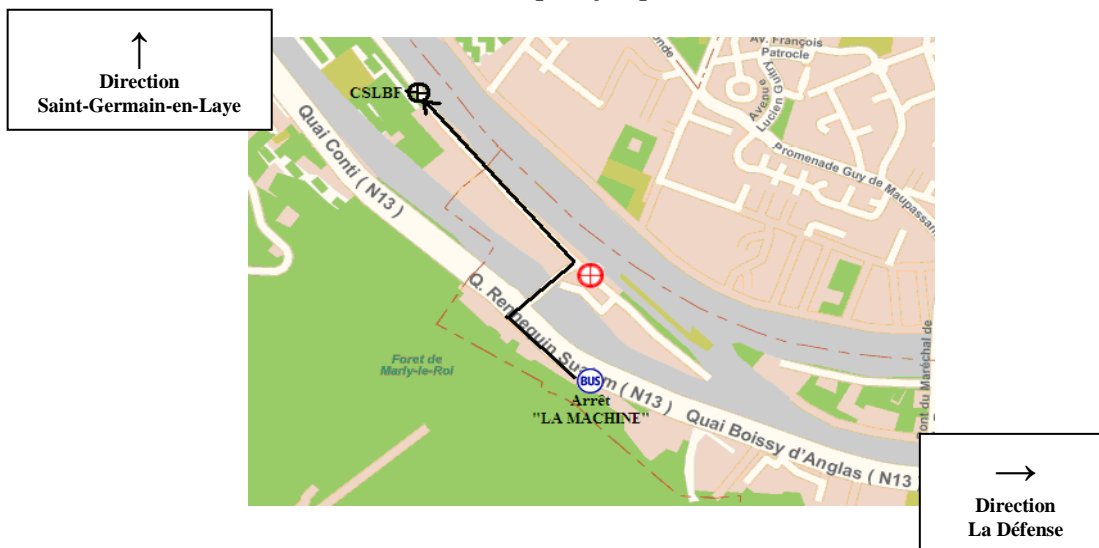 ↑
Direction
Saint-Germain-en-Laye
CSLBF
Quai Conti ( N13 )
Av. François
Patrocle
Avenue
Lucien Guitry
Promenade Guy de Maupassan
Q. Rennequin Sualem ( N13 )
Foret de
Marly-le-Roi
BUS
Arrêt
"LA MACHINE"
Quai Boissy d'Anglas ( N13
ont du Maréchal de
→
Direction
La Défense